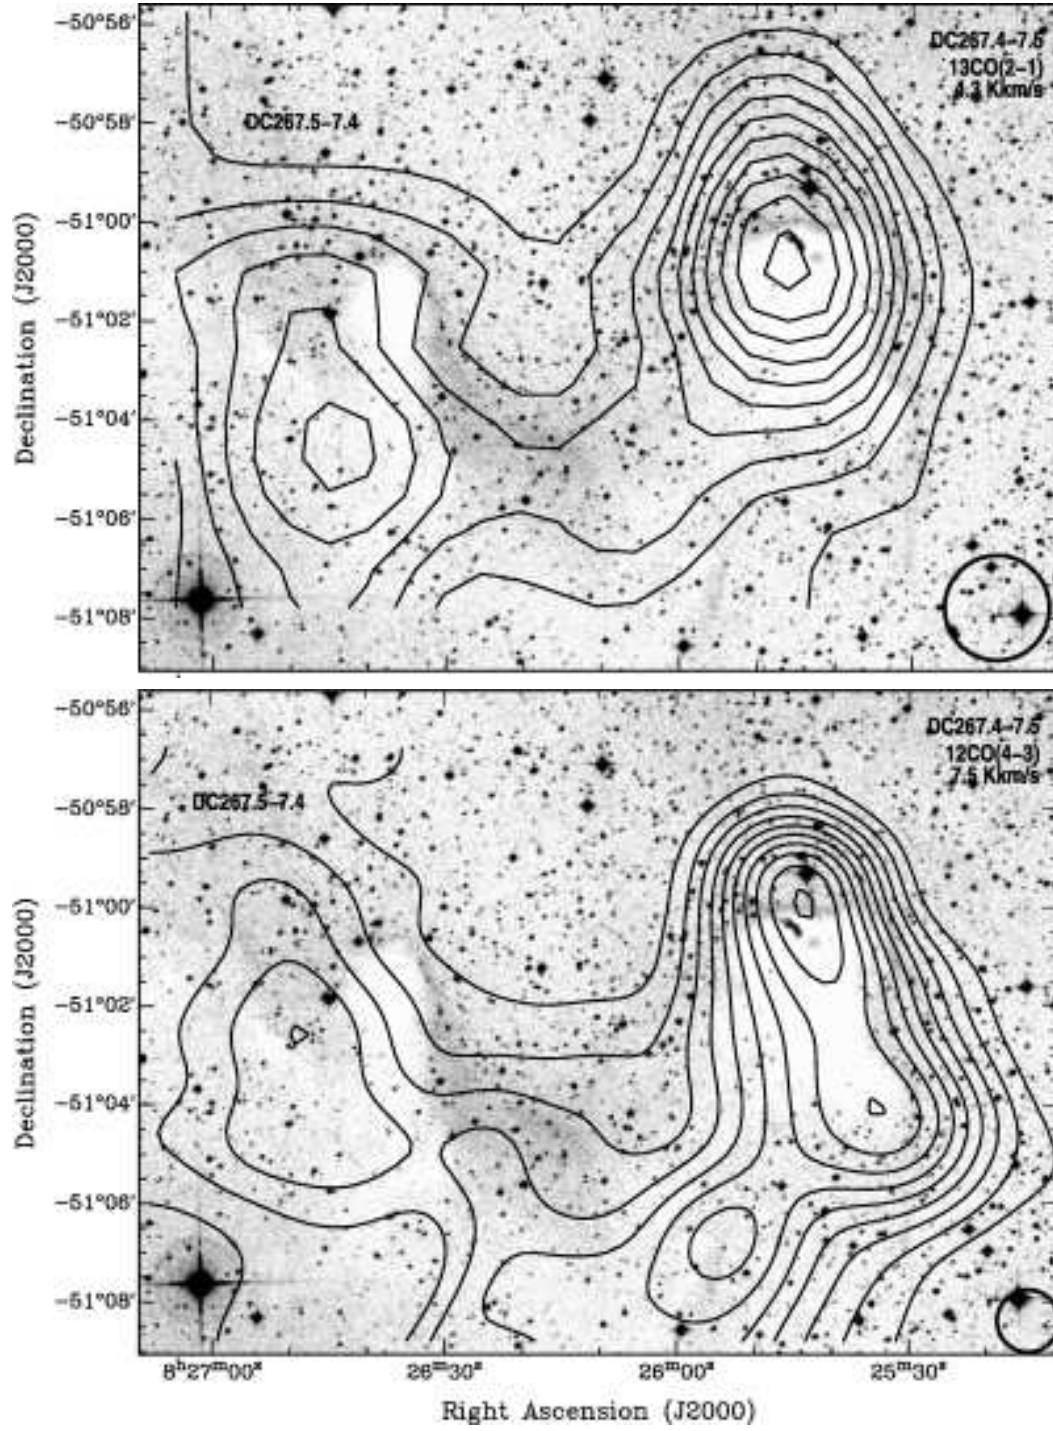 −50°56'
DC267.4−7.5
13CO(2−1)
4.3 Kkm/s
−50°58'
DC267.5−7.4
−51°00'
−51°02'
−51°04'
−51°06'
−51°08'
Declination (J2000)
−50°56'
DC267.4−7.5
12CO(4−3)
7.5 Kkm/s
−50°58'
DC267.5−7.4
−51°00'
−51°02'
−51°04'
−51°06'
−51°08'
Declination (J2000)
8ʰ27ᵐ00ˢ
26ᵐ30ˢ
26ᵐ00ˢ
25ᵐ30ˢ
Right Ascension (J2000)